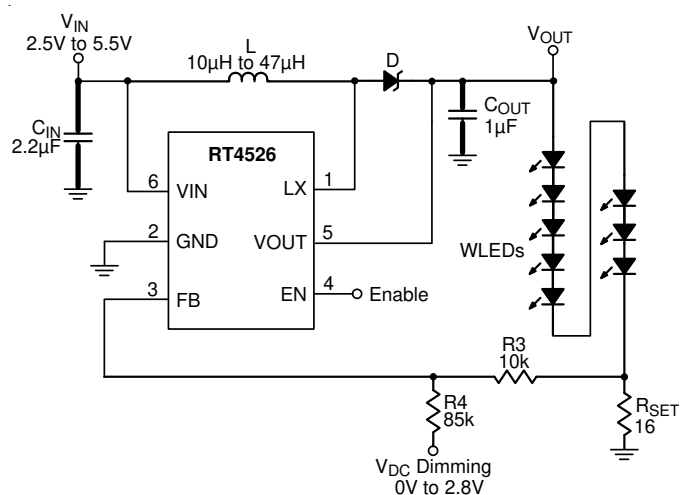 VIN
2.5V to 5.5V
L
10µH to 47µH
D
VOUT
CIN
2.2µF
COUT
1µF
RT4526
6
VIN
LX
1
2
GND
VOUT
5
3
FB
EN
4
Enable
WLEDs
R3
10k
R4
85k
RSET
16
VDC Dimming
0V to 2.8V